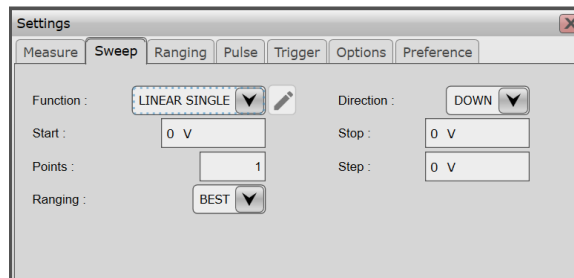 Settings
Measure Sweep Ranging Pulse Trigger Options Preference
Function : LINEAR SINGLE Direction : DOWN
Start : 0 V Stop : 0 V
Points : 1 Step : 0 V
Ranging : BEST